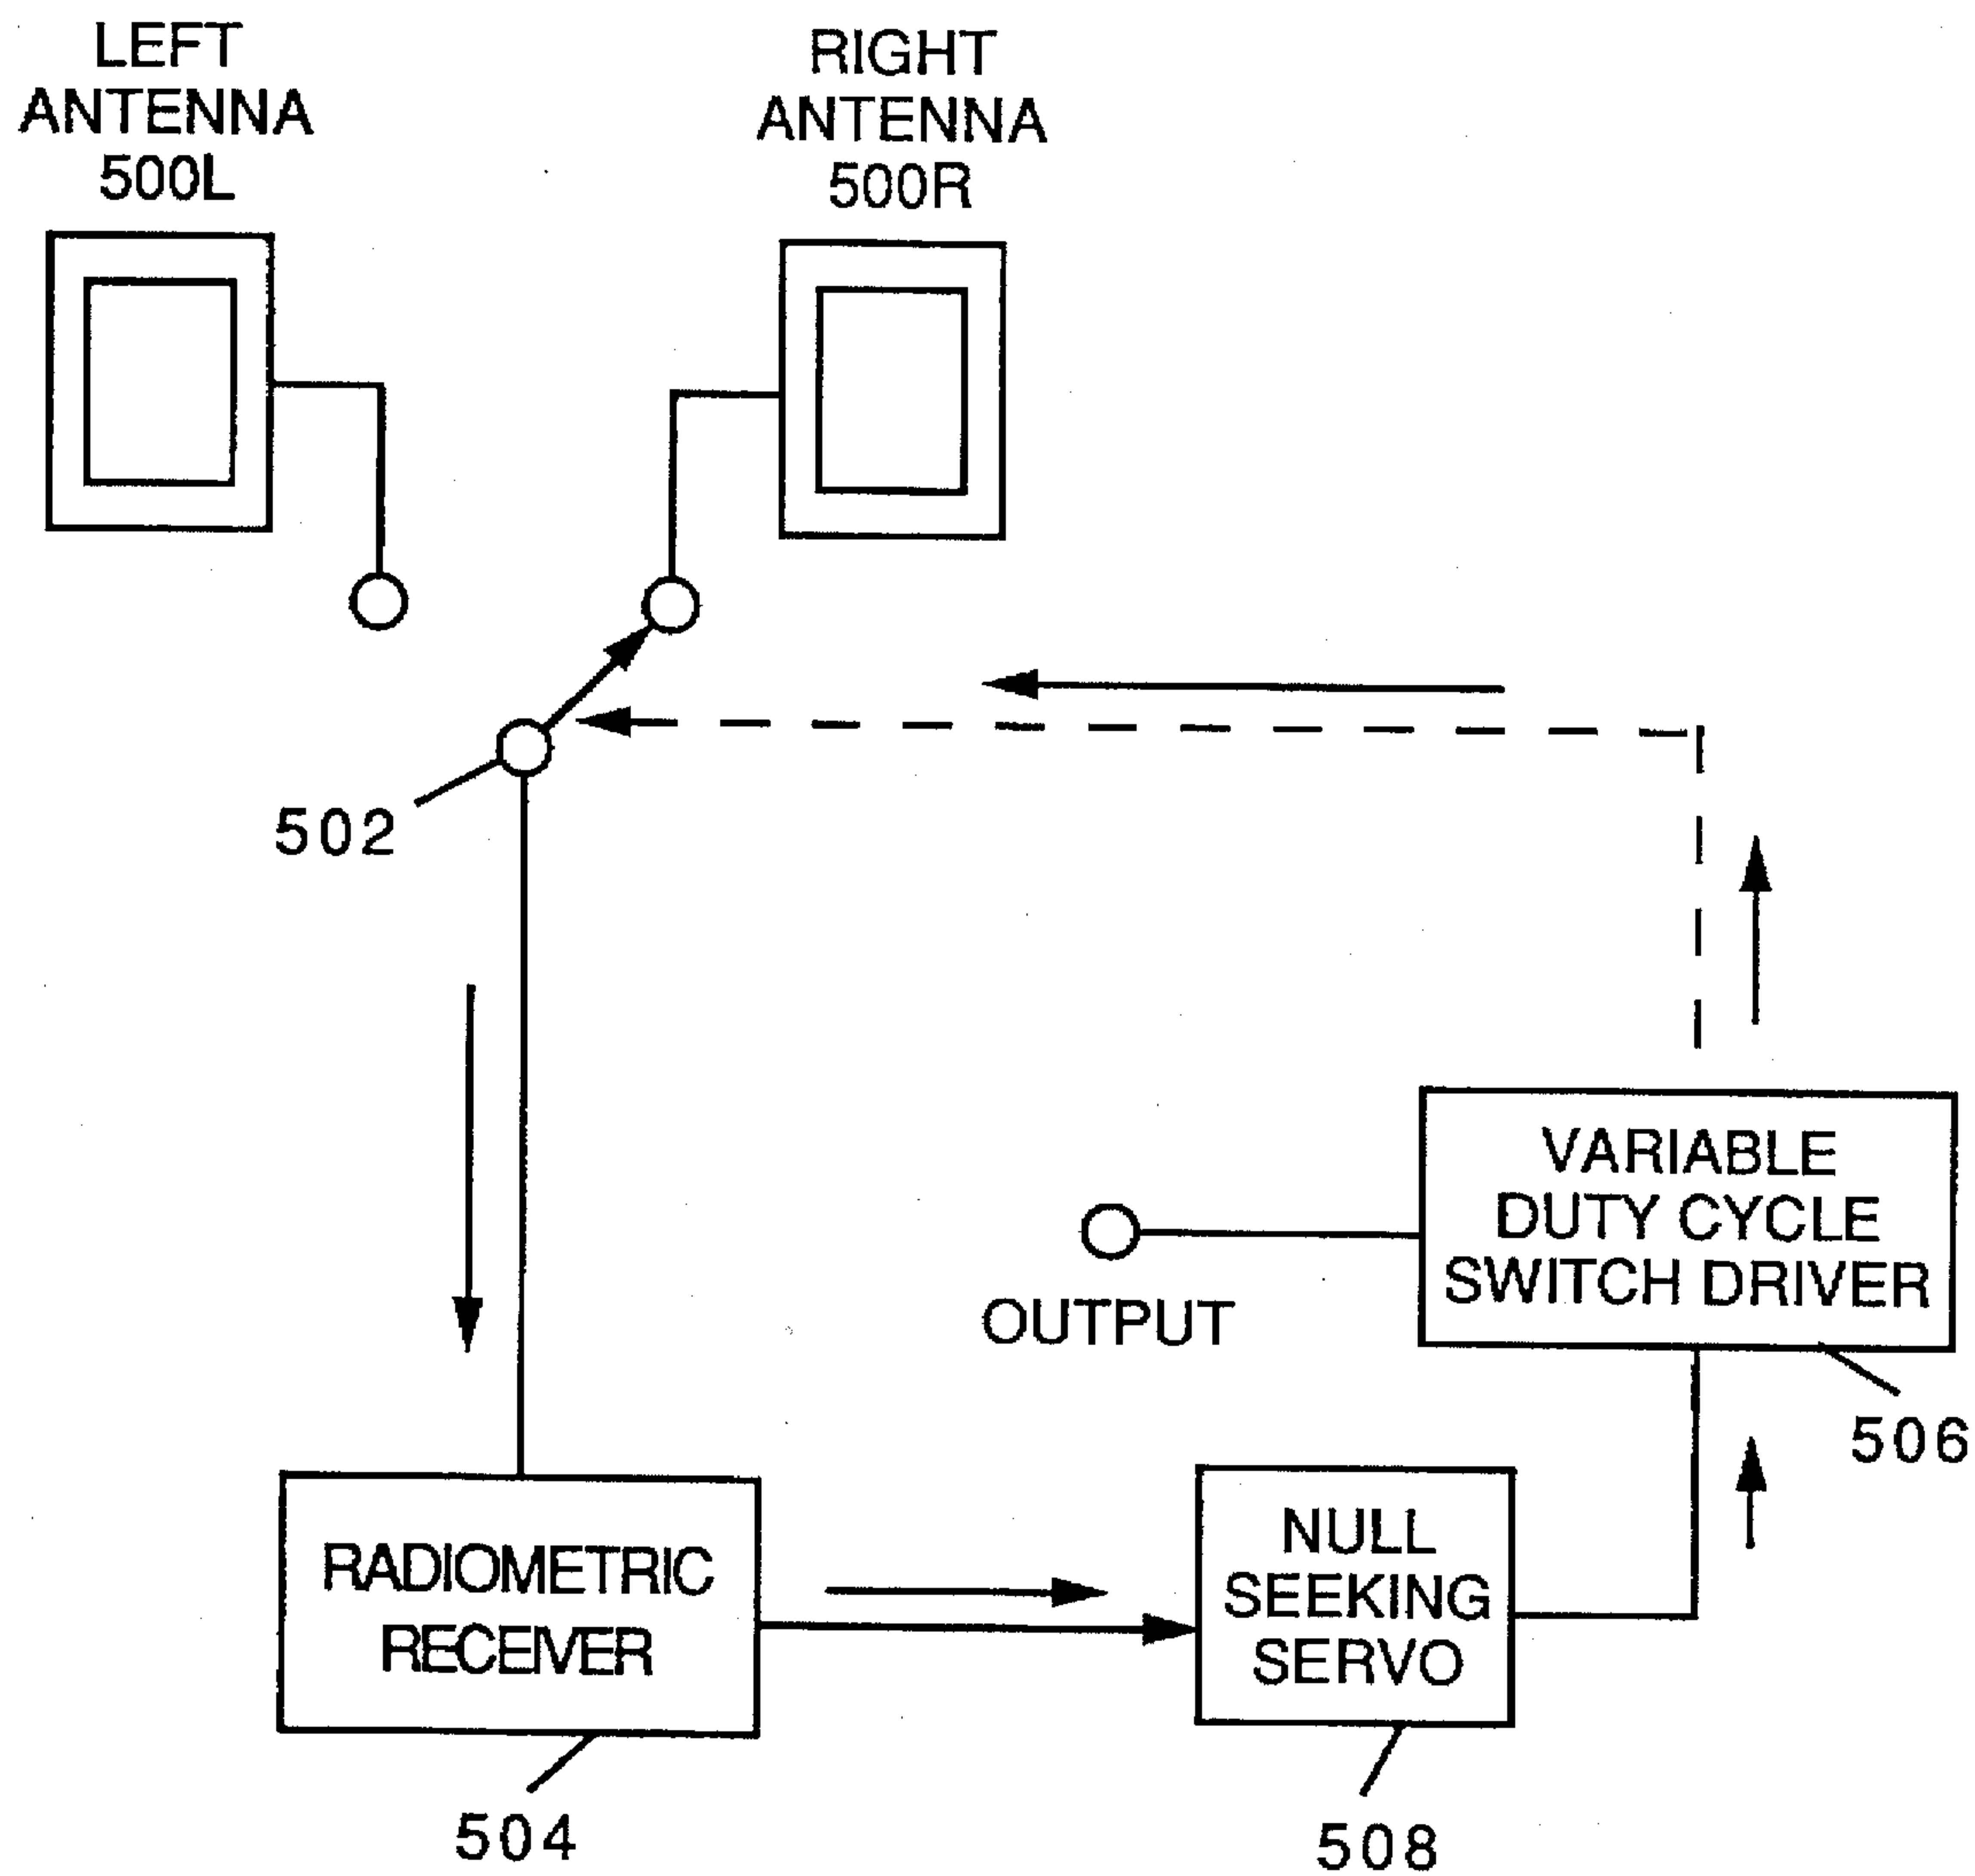 LEFT
ANTENNA
500L
RIGHT
ANTENNA
500R
502
VARIABLE
DUTY CYCLE
SWITCH DRIVER
OUTPUT
506
RADIOMETRIC
RECEIVER
NULL
SEEKING
SERVO
504
508